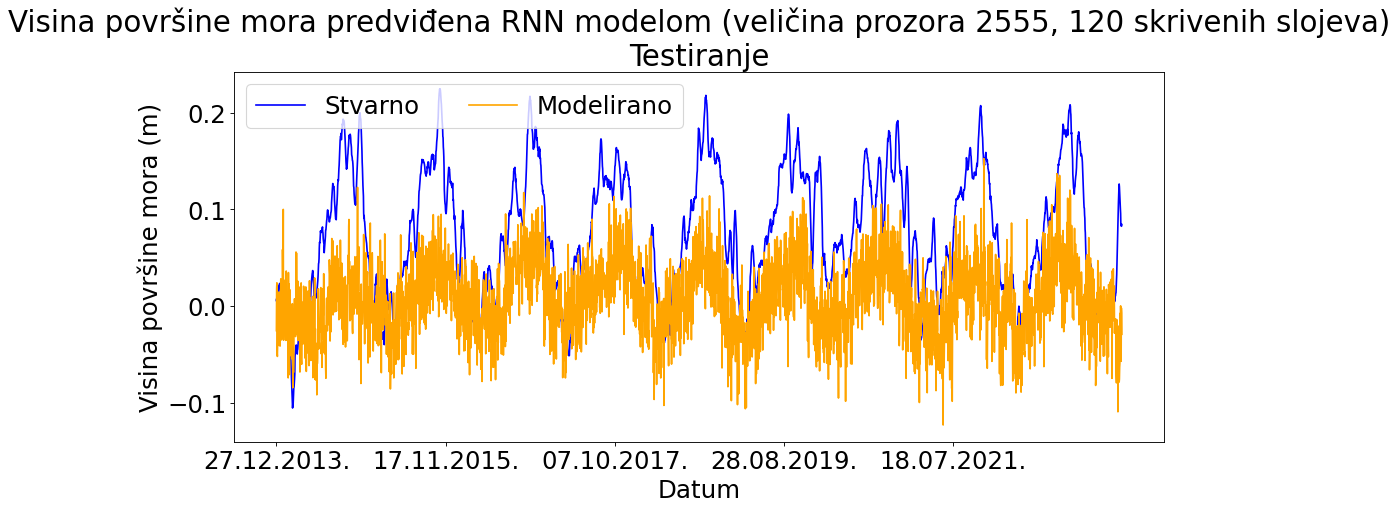 Visina površine mora predviđena RNN modelom (veličina prozora 2555, 120 skrivenih slojeva)
Testiranje
Stvarno Modelirano
Visina površine mora (m)
0.2
0.1
0.0
−0.1
27.12.2013. 17.11.2015. 07.10.2017. 28.08.2019. 18.07.2021.
Datum